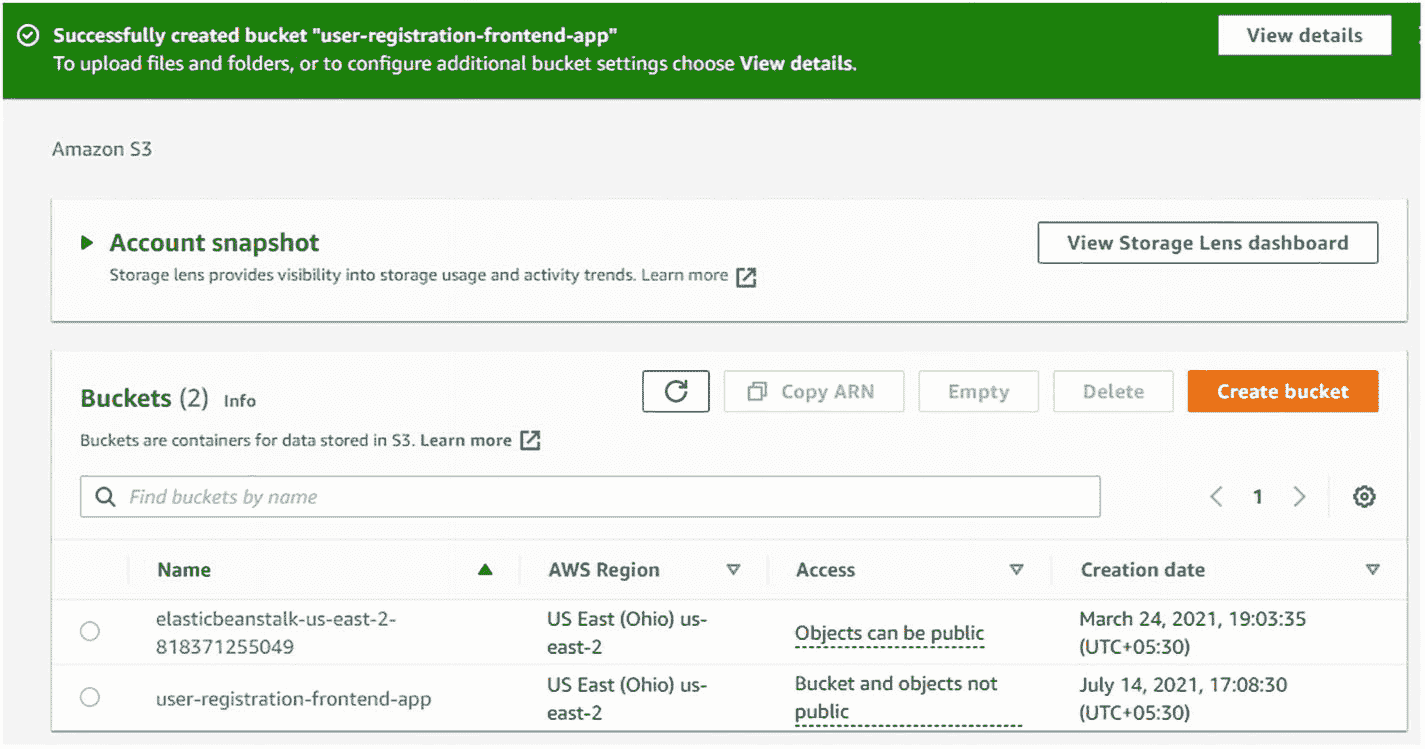 Successfully created bucket "user-registration-frontend-app"
View details
To upload files and folders, or to configure additional bucket settings choose View details.
Amazon S3
Account snapshot
View Storage Lens dashboard
Storage lens provides visibility into storage usage and activity trends. Learn more
Buckets (2) Info
Copy ARN
Empty
Delete
Create bucket
Buckets are containers for data stored in S3. Learn more
Find buckets by name
1
Name AWS Region Access Creation date
elasticbeanstalk-us-east-2-
818371255049
US East (Ohio) us-
east-2
Objects can be public
March 24, 2021, 19:03:35
(UTC+05:30)
user-registration-frontend-app
US East (Ohio) us-
east-2
Bucket and objects not
public
July 14, 2021, 17:08:30
(UTC+05:30)